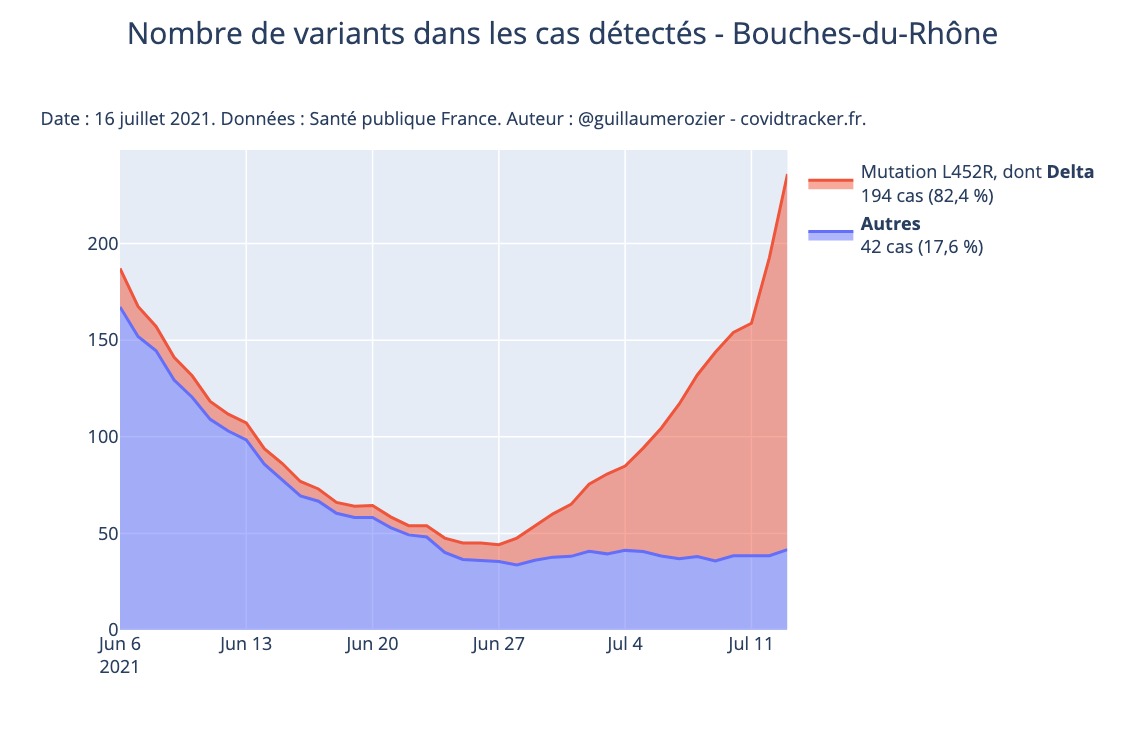 Nombre de variants dans les cas détectés - Bouches-du-Rhône
Date : 16 juillet 2021. Données : Santé publique France. Auteur : @guillaumerozier - covidtracker.fr.
Mutation L452R, dont Delta
194 cas (82,4 %)
Autres
42 cas (17,6 %)
200
150
100
50
0
Jun 6
2021
Jun 13
Jun 20
Jun 27
Jul 4
Jul 11